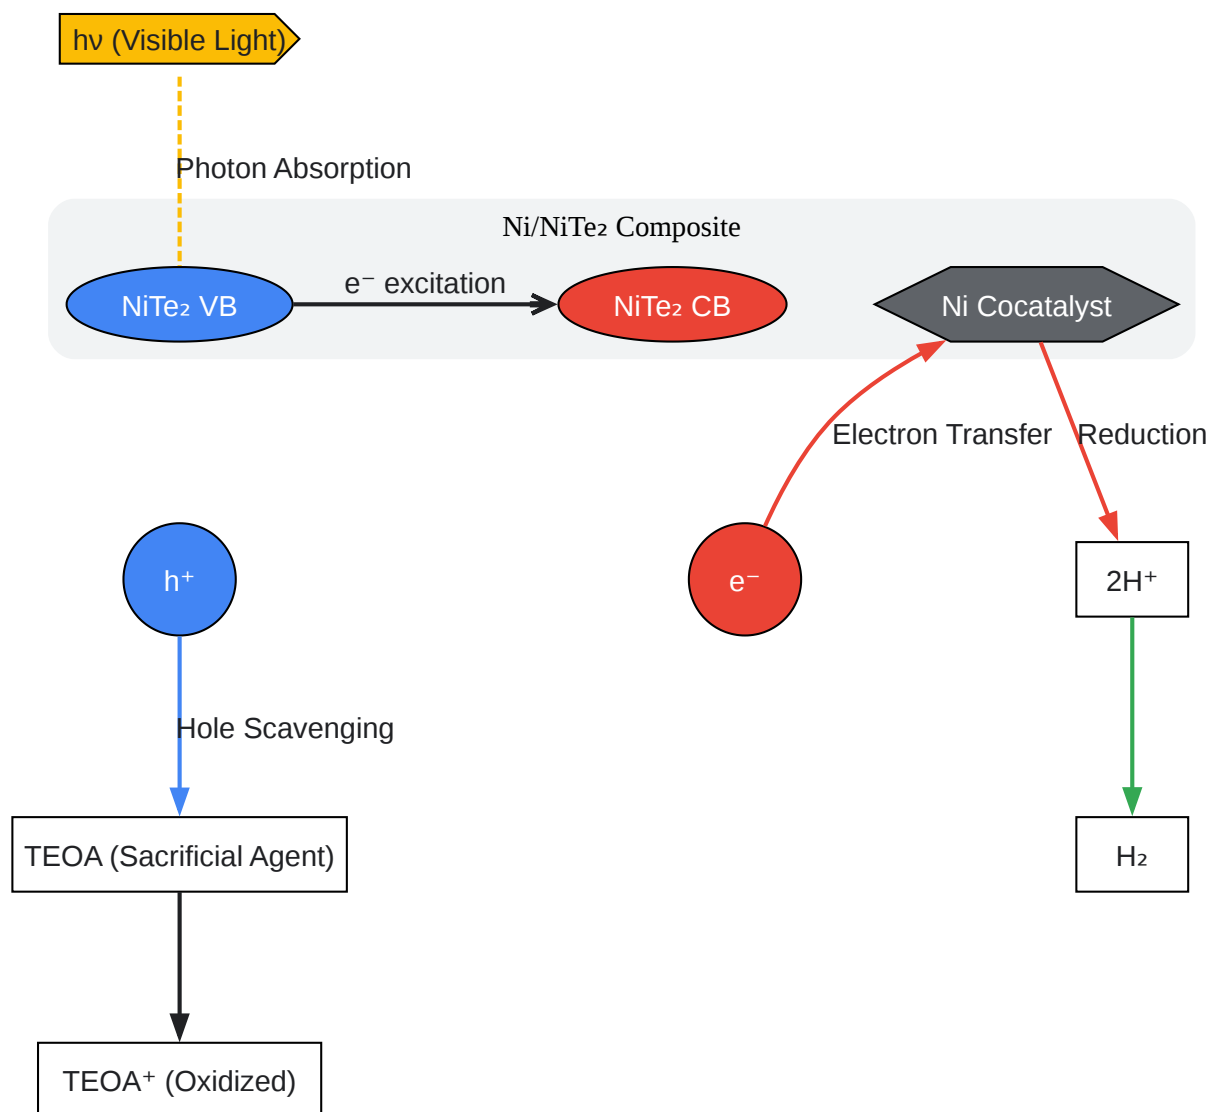 hν (Visible Light)
Photon Absorption
Ni/NiTe₂ Composite
NiTe₂ VB
e⁻ excitation
NiTe₂ CB
Ni Cocatalyst
Electron Transfer
Reduction
h⁺
e⁻
2H⁺
Hole Scavenging
TEOA (Sacrificial Agent)
H₂
TEOA⁺ (Oxidized)